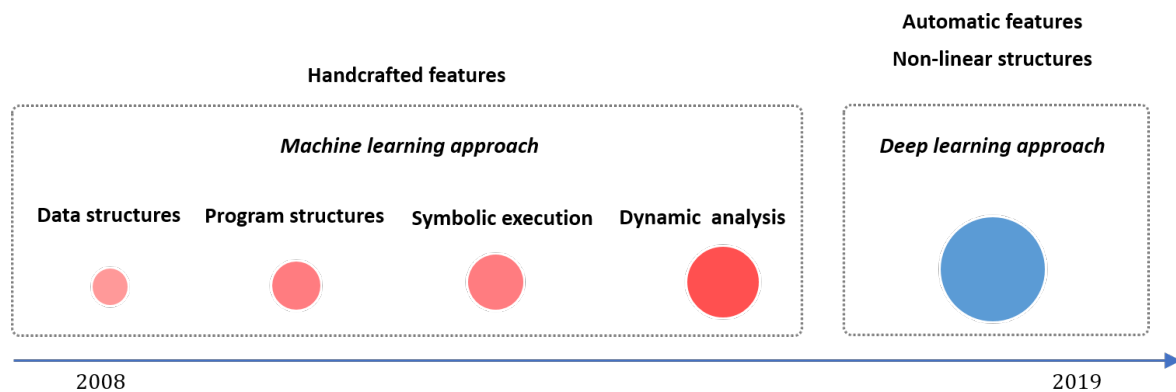 Automatic features
Non-linear structures
Handcrafted features
Machine learning approach
Deep learning approach
Data structures
Program structures
Symbolic execution
Dynamic analysis
2008
2019